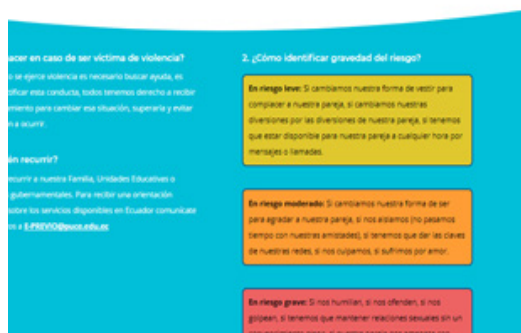 acer en caso de ser víctima de violencia?
o se ejerce violencia es necesario buscar ayuda, es
tificar esta conducta, todos tenemos derecho a recibir
miento para cambiar esa situación, superarla y evitar
n a ocurrir.
én recurrir?
ecurrir a nuestra Familia, Unidades Educativas o
gubernamentales. Para recibir una orientación
sobre los servicios disponibles en Ecuador comunícate
os a E-PREVIO@puce.edu.ec
2. ¿Cómo identificar gravedad del riesgo?
En riesgo leve: Si cambiamos nuestra forma de vestir para
complacer a nuestra pareja, si cambiamos nuestras
diversiones por las diversiones de nuestra pareja, si tenemos
que estar disponible para nuestra pareja a cualquier hora por
mensajes o llamadas.
En riesgo moderado: Si cambiamos nuestra forma de ser
para agradar a nuestra pareja, si nos aislamos (no pasamos
tiempo con nuestras amistades), si tenemos que dar las claves
de nuestras redes, si nos culpamos, si sufrimos por amor.
En riesgo grave: Si nos humillan, si nos ofenden, si nos
golpean, si tenemos que mantener relaciones sexuales sin un